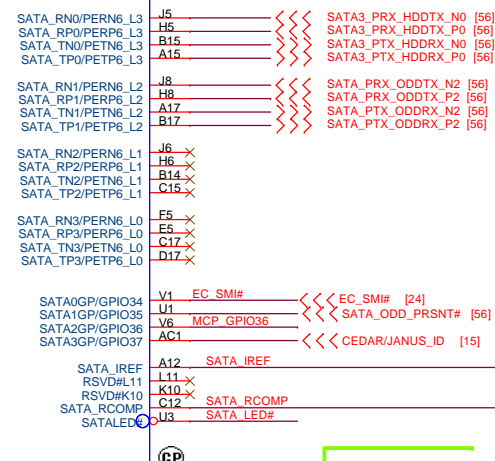 SATA_RN0/PERN6_L3 J5 SATA3_PRX_HDDTX_N0 [56]
SATA_RP0/PERP6_L3 H5 SATA3_PRX_HDDTX_P0 [56]
SATA_TN0/PETN6_L3 B15 SATA3_PTX_HDDRX_N0 [56]
SATA_TP0/PETP6_L3 A15 SATA3_PTX_HDDRX_P0 [56]
SATA_RN1/PERN6_L2 J8 SATA_PRX_ODDTX_N2 [56]
SATA_RP1/PERP6_L2 H8 SATA_PRX_ODDTX_P2 [56]
SATA_TN1/PETN6_L2 A17 SATA_PTX_ODDRX_N2 [56]
SATA_TP1/PETP6_L2 B17 SATA_PTX_ODDRX_P2 [56]
SATA_RN2/PERN6_L1 J6
SATA_RP2/PERP6_L1 H6
SATA_TN2/PETN6_L1 B14
SATA_TP2/PETP6_L1 C15
SATA_RN3/PERN6_L0 F5
SATA_RP3/PERP6_L0 E5
SATA_TN3/PETN6_L0 C17
SATA_TP3/PETP6_L0 D17
SATA0GP/GPIO34 V1 EC_SMI# EC_SMI# [24]
SATA1GP/GPIO35 U1 SATA_ODD_PRSNT# [56]
SATA2GP/GPIO36 V6 MCP_GPIO36
SATA3GP/GPIO37 AC1 CEDAR/JANUS_ID [15]
SATA_IREF A12 SATA_IREF
RSVD#L11 L11
RSVD#K10 K10
SATA_RCOMP C12 SATA_RCOMP
SATALED# U3 SATA_LED#